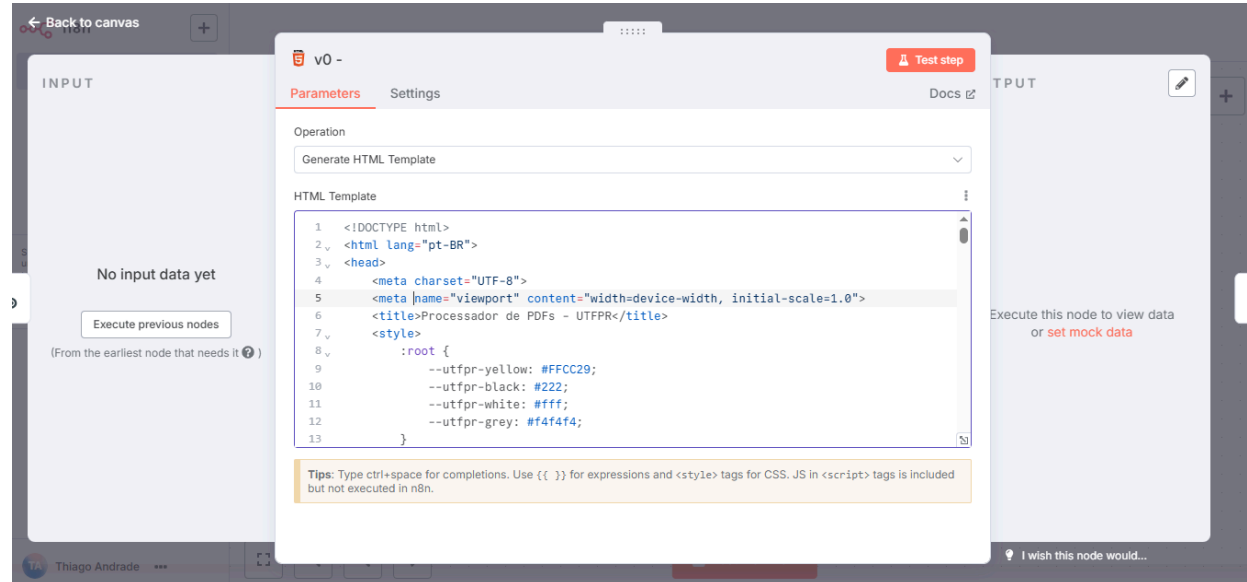 ← Back to canvas
n8n
INPUT
No input data yet
Execute previous nodes
(From the earliest node that needs it ? )
v0 -
Test step
Parameters
Settings
Docs
Operation
Generate HTML Template
HTML Template
1 <!DOCTYPE html>
2 <html lang="pt-BR">
3 <head>
4 <meta charset="UTF-8">
5 <meta name="viewport" content="width=device-width, initial-scale=1.0">
6 <title>Processador de PDFs - UTFPR</title>
7 <style>
8 :root {
9 --utfpr-yellow: #FFCC29;
10 --utfpr-black: #222;
11 --utfpr-white: #fff;
12 --utfpr-grey: #f4f4f4;
13 }
Tips: Type ctrl+space for completions. Use {{ }} for expressions and <style> tags for CSS. JS in <script> tags is included
but not executed in n8n.
TPUT
Execute this node to view data
or set mock data
I wish this node would...
TA
Thiago Andrade